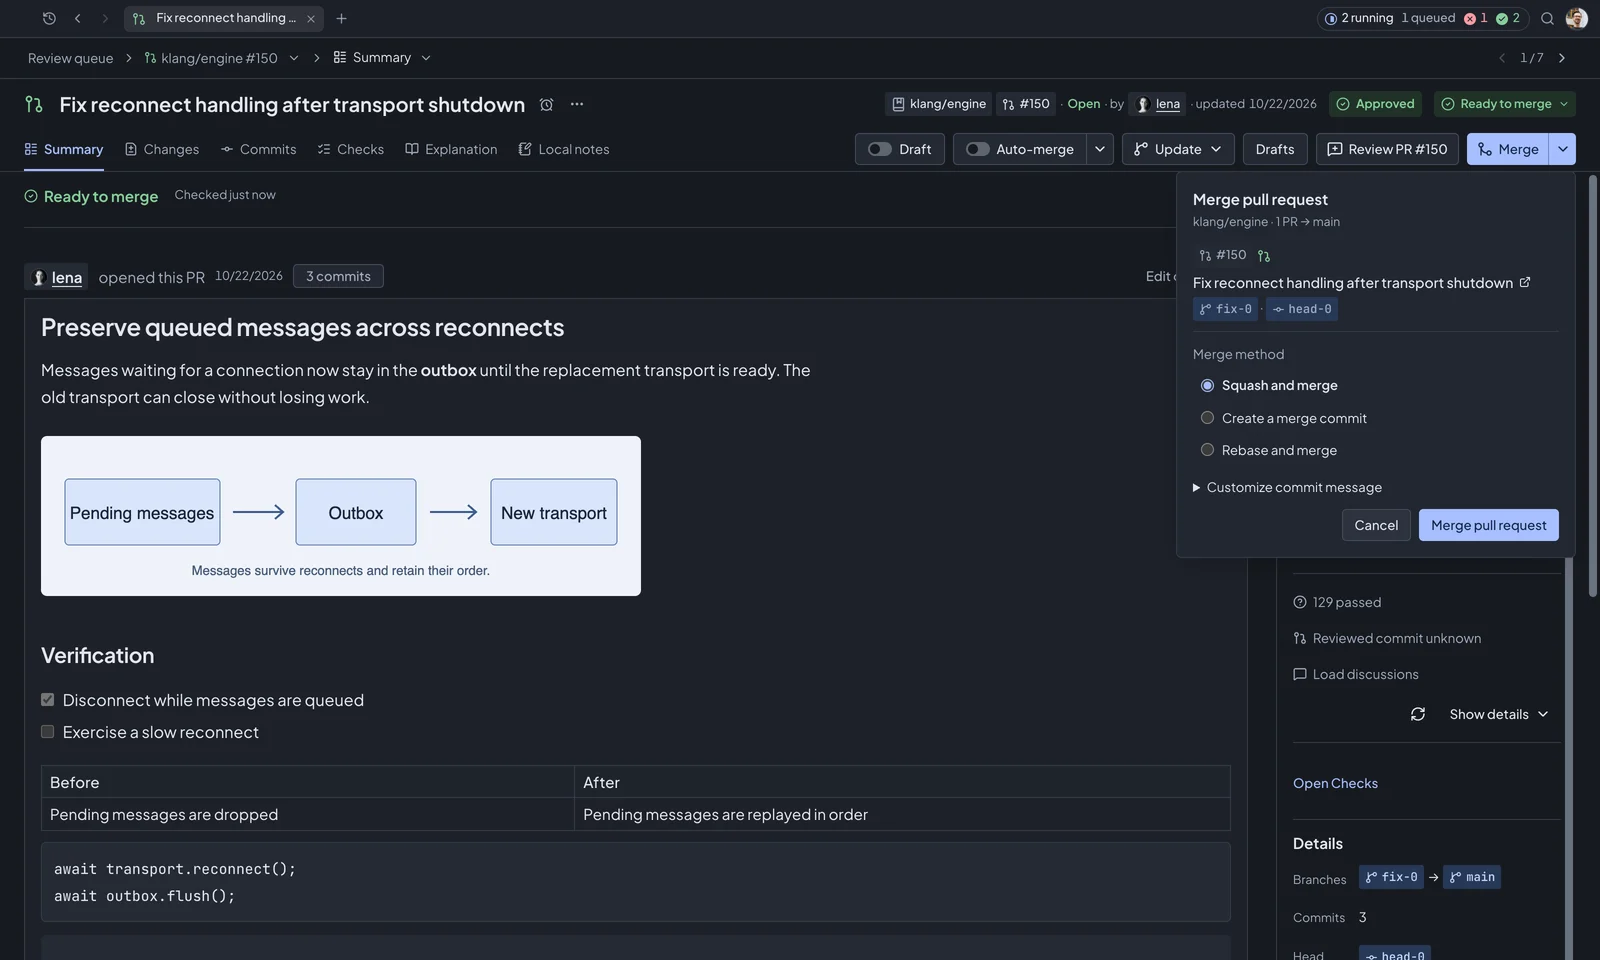 Fix reconnect handling ...
2 running 1 queued 1 2
Review queue klang/engine #150 Summary
1/7
Fix reconnect handling after transport shutdown
klang/engine #150 · Open · by lena · updated 10/22/2026 Approved Ready to merge
Summary Changes Commits Checks Explanation Local notes
Draft Auto-merge Update Drafts Review PR #150 Merge
Ready to merge Checked just now
lena opened this PR 10/22/2026 3 commits
Edit
Preserve queued messages across reconnects
Messages waiting for a connection now stay in the outbox until the replacement transport is ready. The
old transport can close without losing work.
Pending messages Outbox New transport
Messages survive reconnects and retain their order.
Verification
Disconnect while messages are queued
Exercise a slow reconnect
Before After
Pending messages are dropped Pending messages are replayed in order
await transport.reconnect();
await outbox.flush();
Merge pull request
klang/engine · 1 PR → main
#150
Fix reconnect handling after transport shutdown
fix-0 · head-0
Merge method
Squash and merge
Create a merge commit
Rebase and merge
Customize commit message
Cancel Merge pull request
129 passed
Reviewed commit unknown
Load discussions
Show details
Open Checks
Details
Branches fix-0 → main
Commits 3
Head head-0